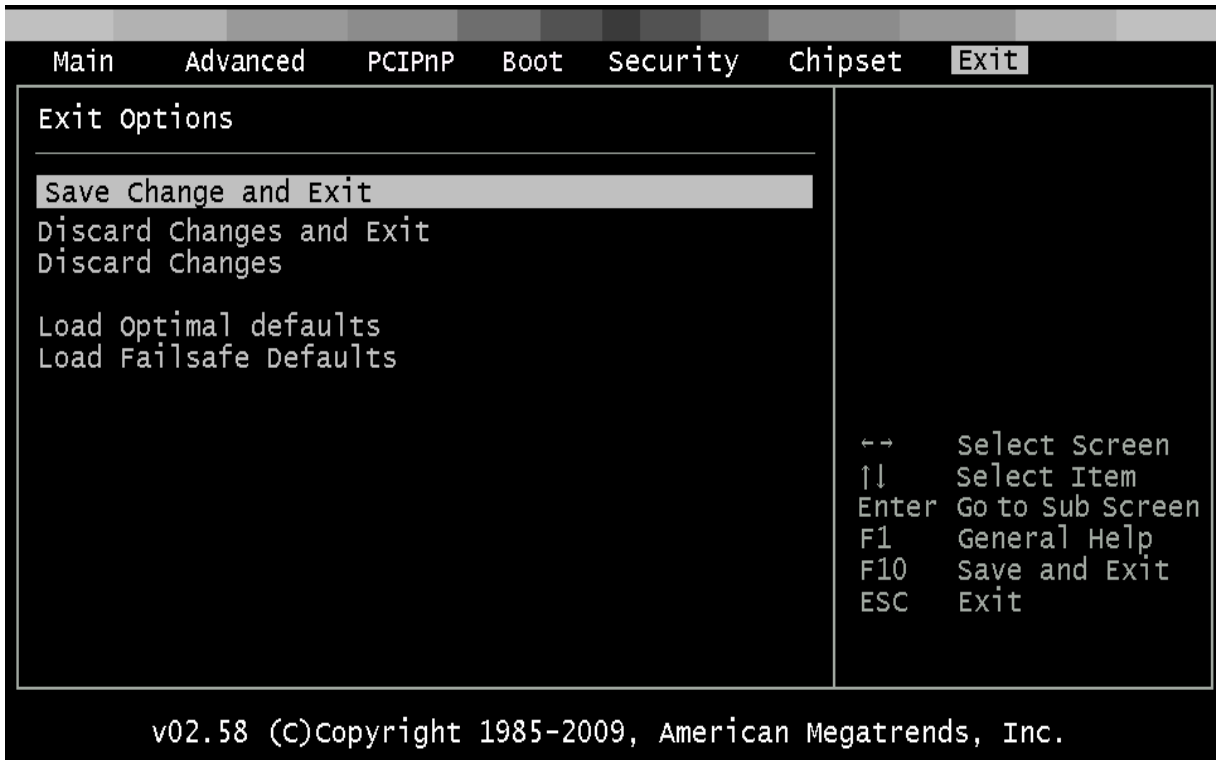 Main Advanced PCIPnP Boot Security Chipset Exit
Exit Options
Save Change and Exit
Discard Changes and Exit
Discard Changes
Load Optimal defaults
Load Failsafe Defaults
←→ Select Screen
↑↓ Select Item
Enter Go to Sub Screen
F1 General Help
F10 Save and Exit
ESC Exit
v02.58 (C)Copyright 1985-2009, American Megatrends, Inc.